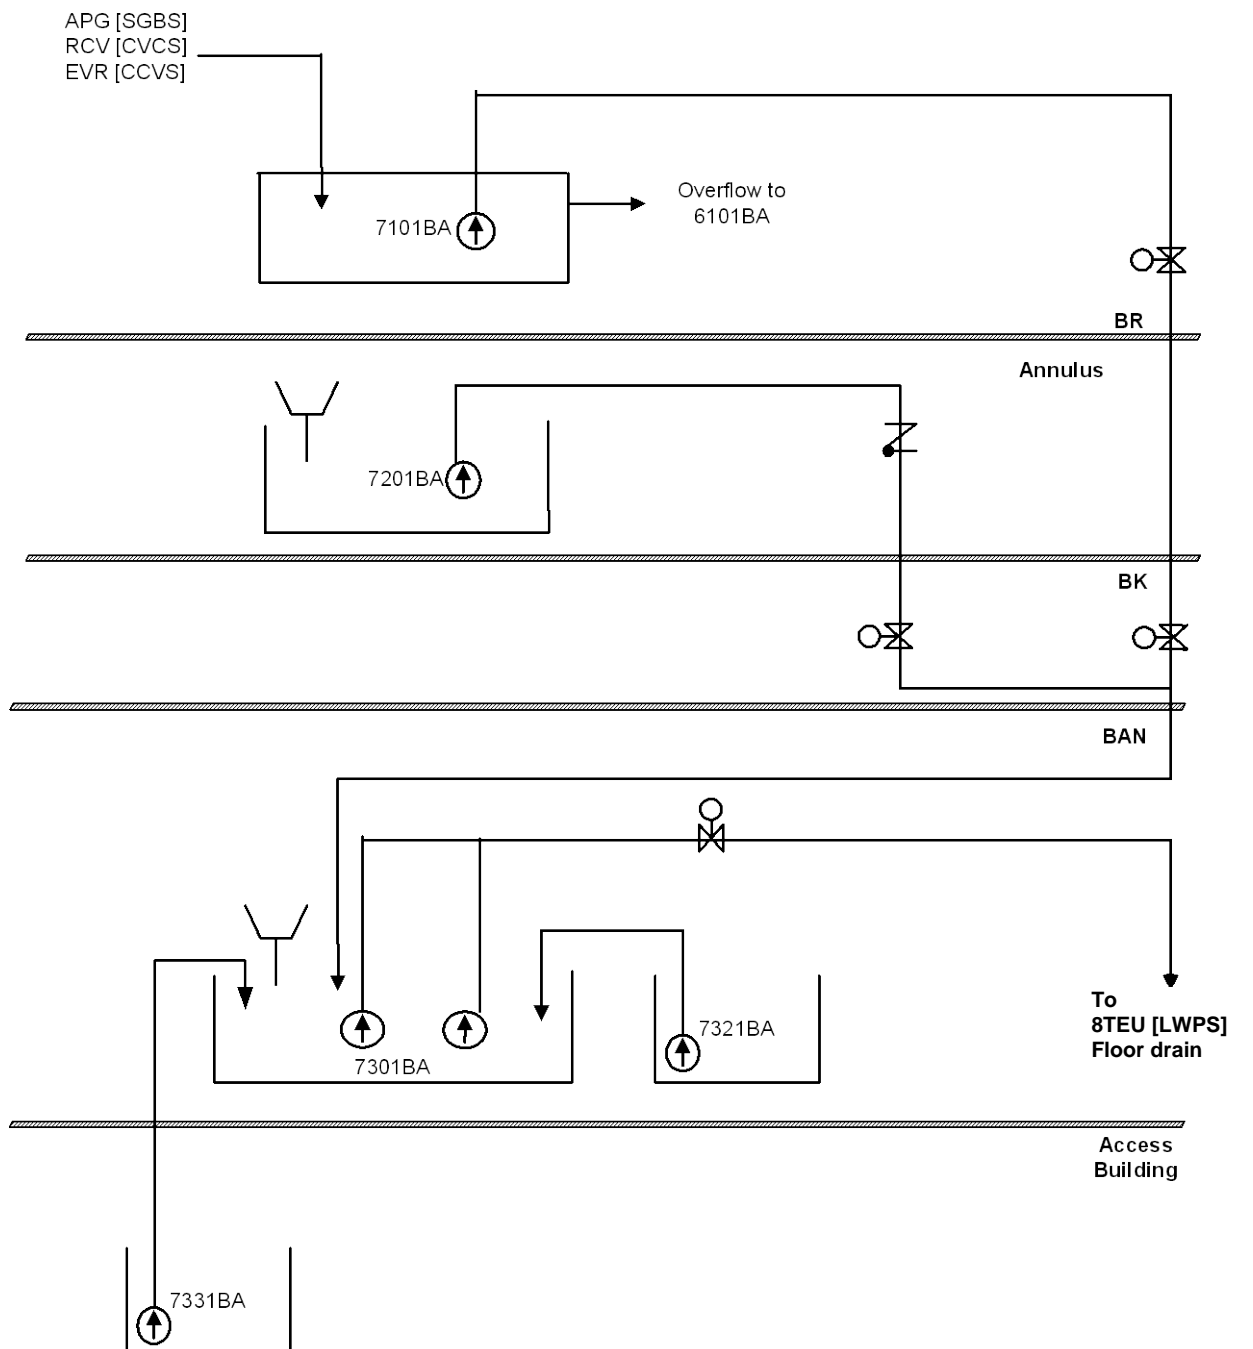 APG [SGBS]
RCV [CVCS]
EVR [CCVS]
Overflow to
6101BA
7101BA
BR
Annulus
7201BA
BK
BAN
7321BA
7301BA
To
8TEU [LWPS]
Floor drain
Access
Building
7331BA